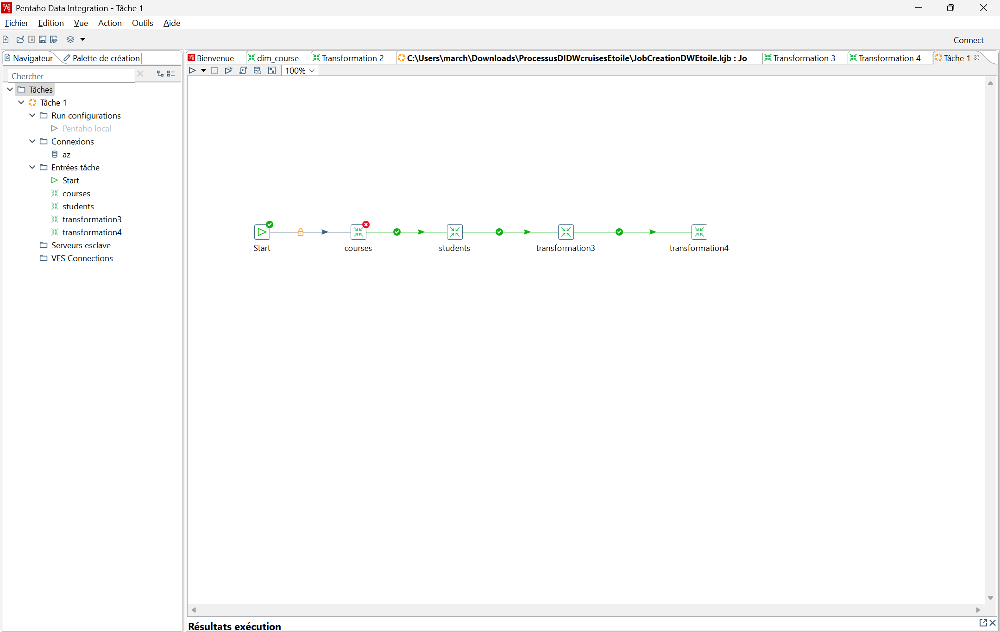 Pentaho Data Integration - Tâche 1
Fichier Edition Vue Action Outils Aide
Connect
Navigateur Palette de création
Bienvenue dim_course Transformation 2 C:\Users\march\Downloads\ProcessusDIDWcruisesEtoile\JobCreationDWEtoile.kjb : Jo Transformation 3 Transformation 4 Tâche 1
100%
Chercher
Tâches
Tâche 1
Run configurations
Pentaho local
Connexions
az
Entrées tâche
Start
courses
students
transformation3
transformation4
Serveurs esclave
VFS Connections
Start courses students transformation3 transformation4
Résultats exécution